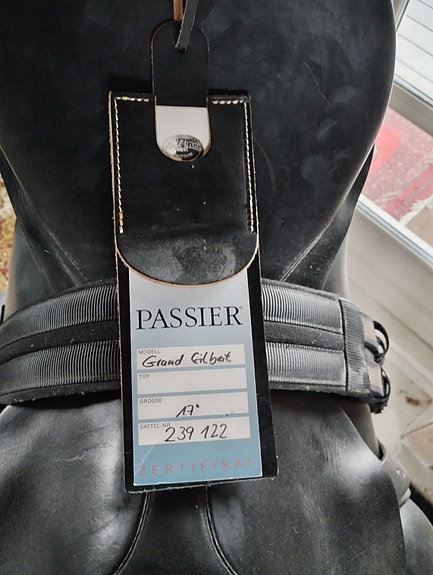 PASSIER®
MODELL
Grand Gilbert
TYP
GRÖSSE
17"
SATTEL-NR.
239 122
ZERTIFIKAT